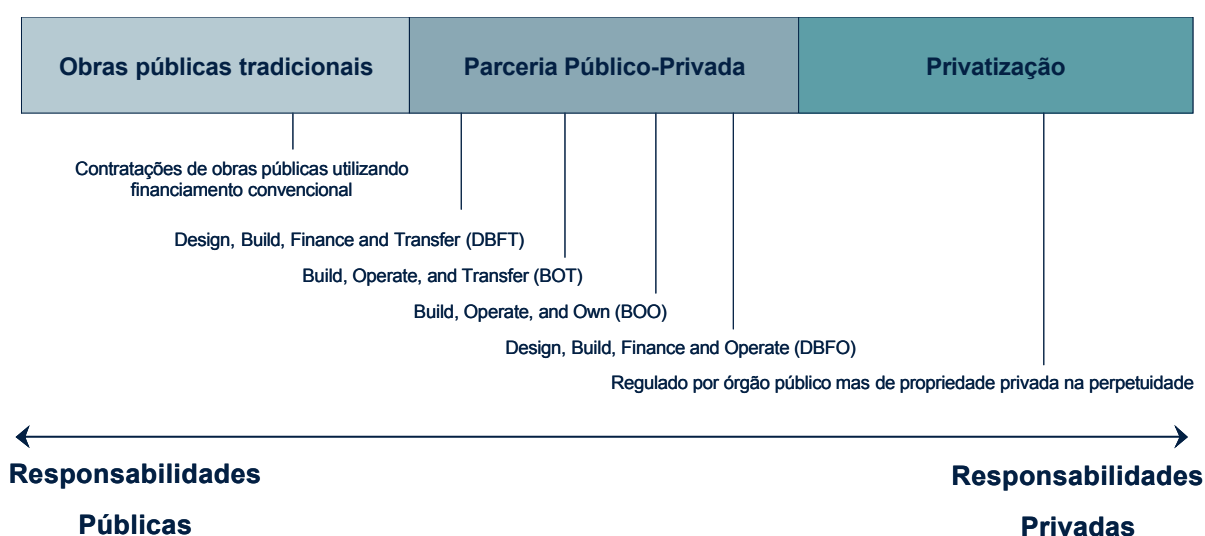 Obras públicas tradicionais
Parceria Público-Privada
Privatização
Contratações de obras públicas utilizando
financiamento convencional
Design, Build, Finance and Transfer (DBFT)
Build, Operate, and Transfer (BOT)
Build, Operate, and Own (BOO)
Design, Build, Finance and Operate (DBFO)
Regulado por órgão público mas de propriedade privada na perpetuidade
Responsabilidades
Públicas
Responsabilidades
Privadas